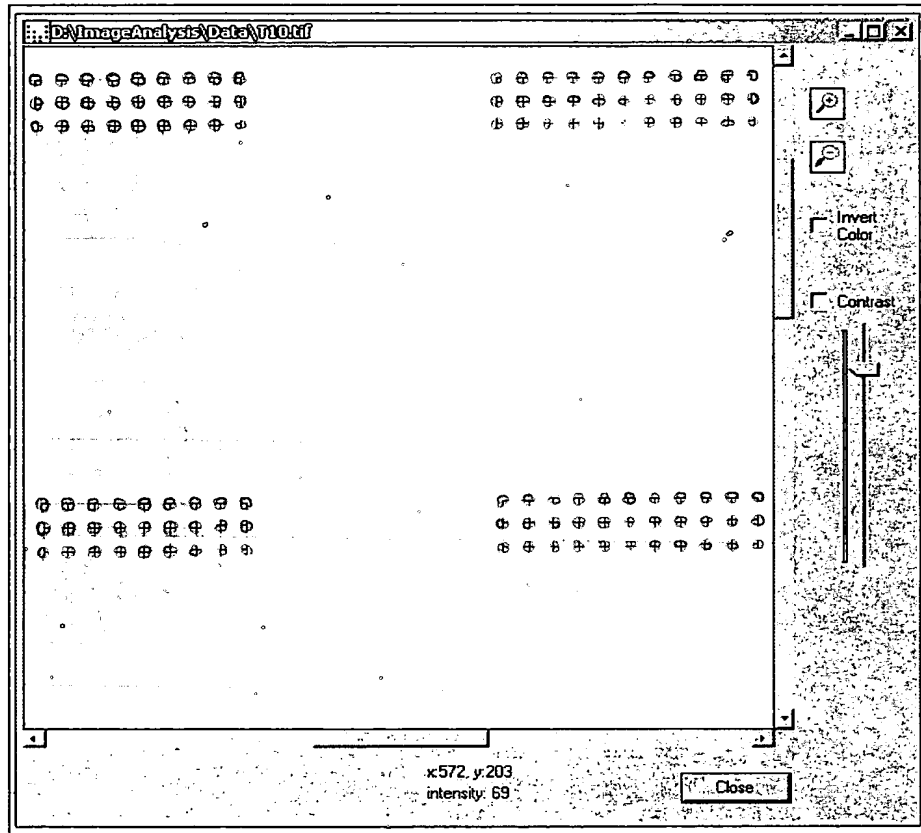 D:\ImageAnalysis\Data\T10.tif
Invert
Color
Contrast
x:572, y:203
intensity: 69
Close